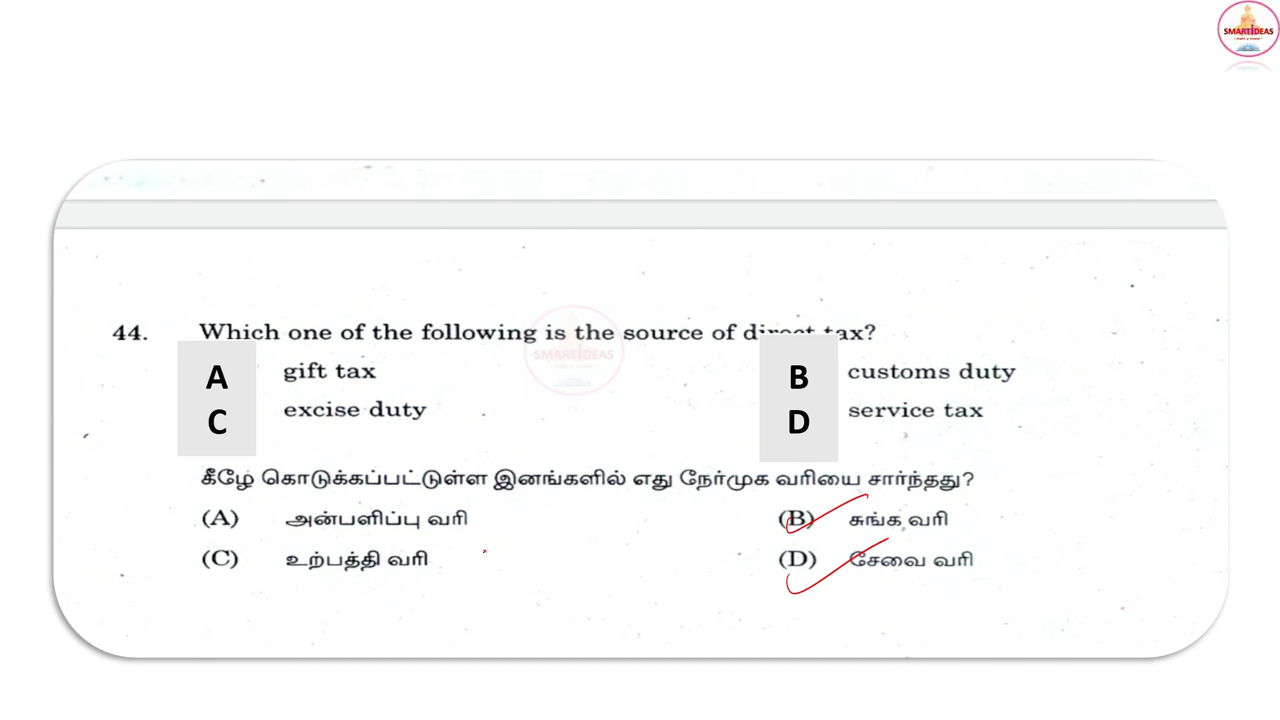 SMARTIDEAS
44. Which one of the following is the source of direct tax?
A gift tax B customs duty
SMARTIDEAS
C excise duty D service tax
கீழே கொடுக்கப்பட்டுள்ள இனங்களில் எது நேர்முக வரியை சார்ந்தது?
(A) அன்பளிப்பு வரி (B) சுங்க வரி
(C) உற்பத்தி வரி (D) சேவை வரி